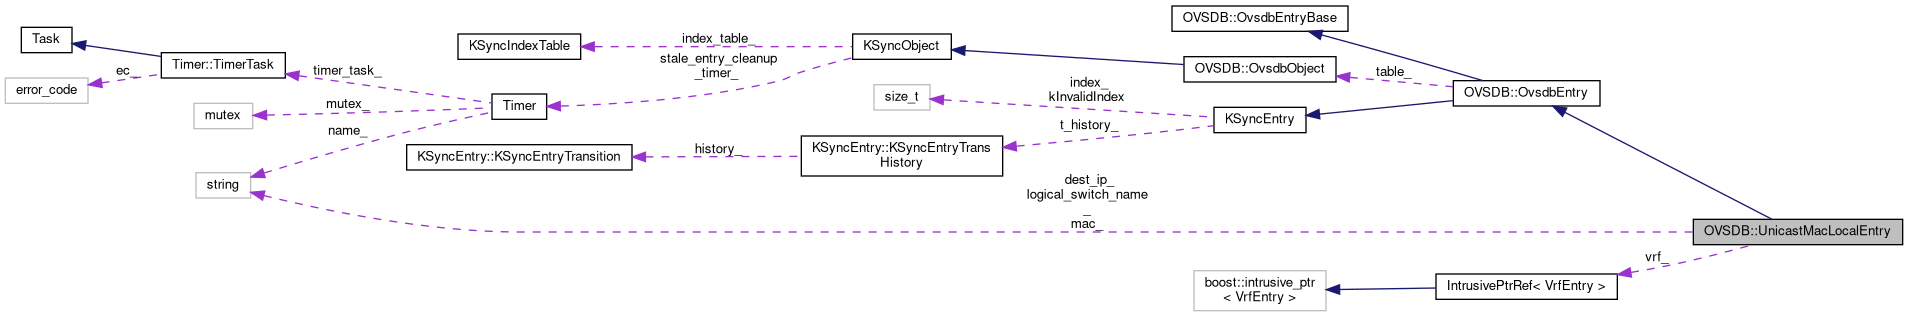 OVSDB::OvsdbEntryBase
Task
KSyncIndexTable
index_table_
KSyncObject
Timer::TimerTask
timer_task_
stale_entry_cleanup
_timer_
OVSDB::OvsdbObject
table_
ec_
error_code
index_
kInvalidIndex
size_t
OVSDB::OvsdbEntry
mutex_
mutex
Timer
KSyncEntry
name_
t_history_
KSyncEntry::KSyncEntryTransition
history_
KSyncEntry::KSyncEntryTrans
History
string
dest_ip_
logical_switch_name
_
mac_
OVSDB::UnicastMacLocalEntry
vrf_
boost::intrusive_ptr
< VrfEntry >
IntrusivePtrRef< VrfEntry >